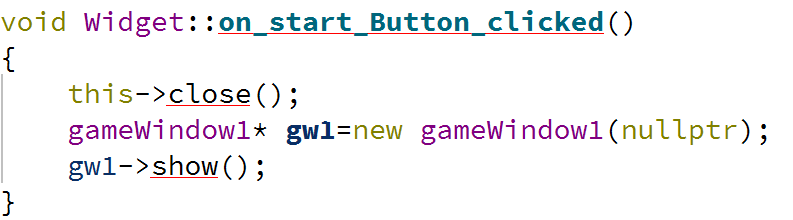 void Widget::on_start_Button_clicked()
{
    this->close();
    gameWindow1* gw1=new gameWindow1(nullptr);
    gw1->show();
}